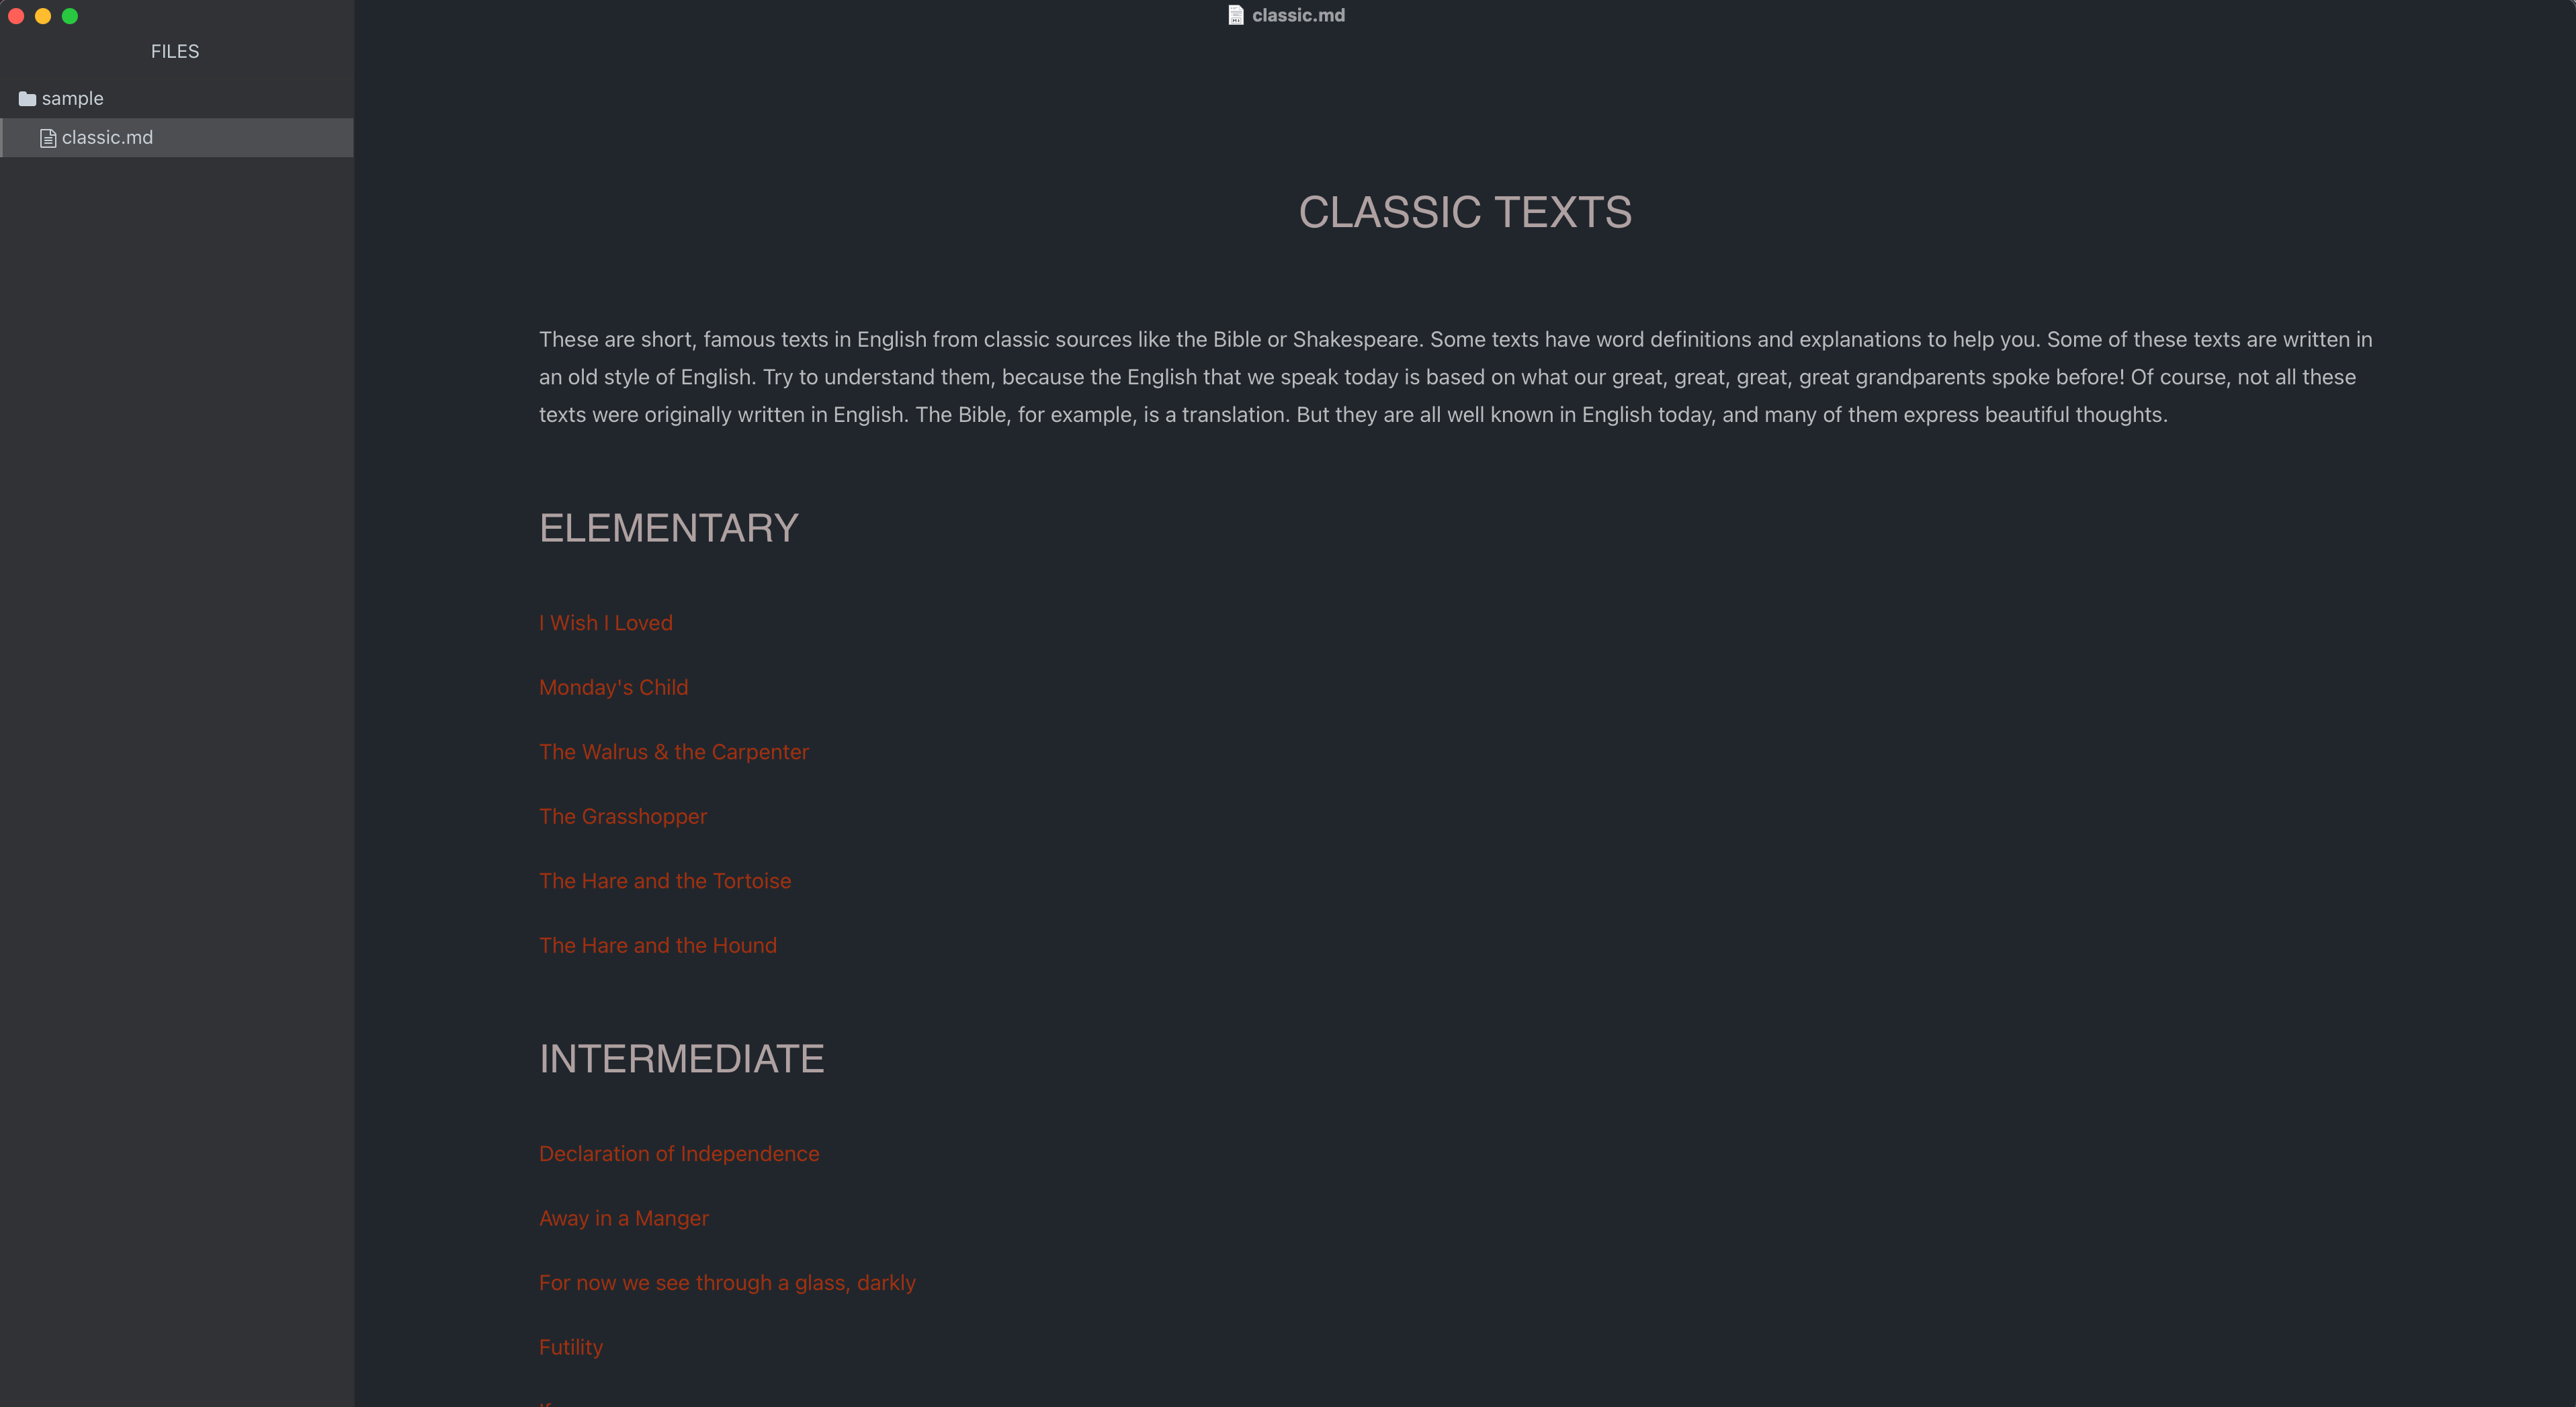 classic.md
FILES
sample
classic.md
CLASSIC TEXTS
These are short, famous texts in English from classic sources like the Bible or Shakespeare. Some texts have word definitions and explanations to help you. Some of these texts are written in
an old style of English. Try to understand them, because the English that we speak today is based on what our great, great, great, great grandparents spoke before! Of course, not all these
texts were originally written in English. The Bible, for example, is a translation. But they are all well known in English today, and many of them express beautiful thoughts.
ELEMENTARY
I Wish I Loved
Monday's Child
The Walrus & the Carpenter
The Grasshopper
The Hare and the Tortoise
The Hare and the Hound
INTERMEDIATE
Declaration of Independence
Away in a Manger
For now we see through a glass, darkly
Futility